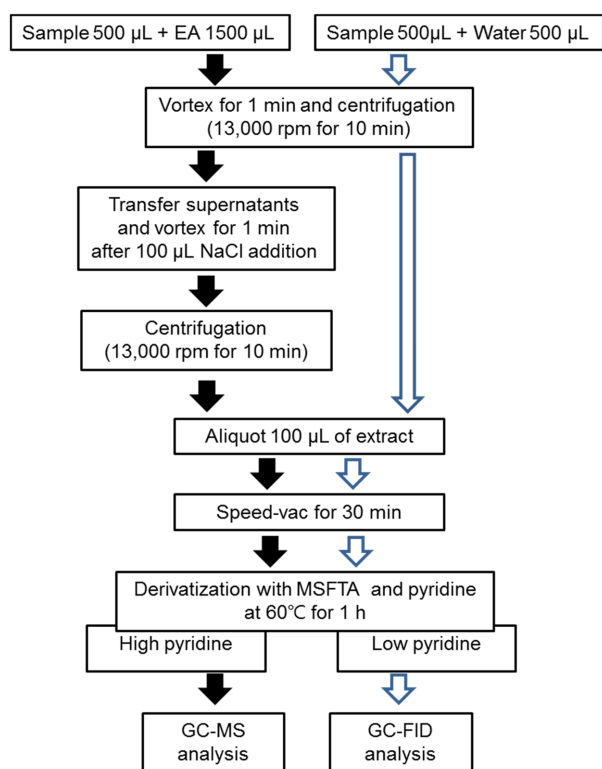 Sample 500 µL + EA 1500 µL
Sample 500µL + Water 500 µL
Vortex for 1 min and centrifugation
(13,000 rpm for 10 min)
Transfer supernatants
and vortex for 1 min
after 100 µL NaCl addition
Centrifugation
(13,000 rpm for 10 min)
Aliquot 100 µL of extract
Speed-vac for 30 min
Derivatization with MSFTA and pyridine
at 60℃ for 1 h
High pyridine
Low pyridine
GC-MS
analysis
GC-FID
analysis